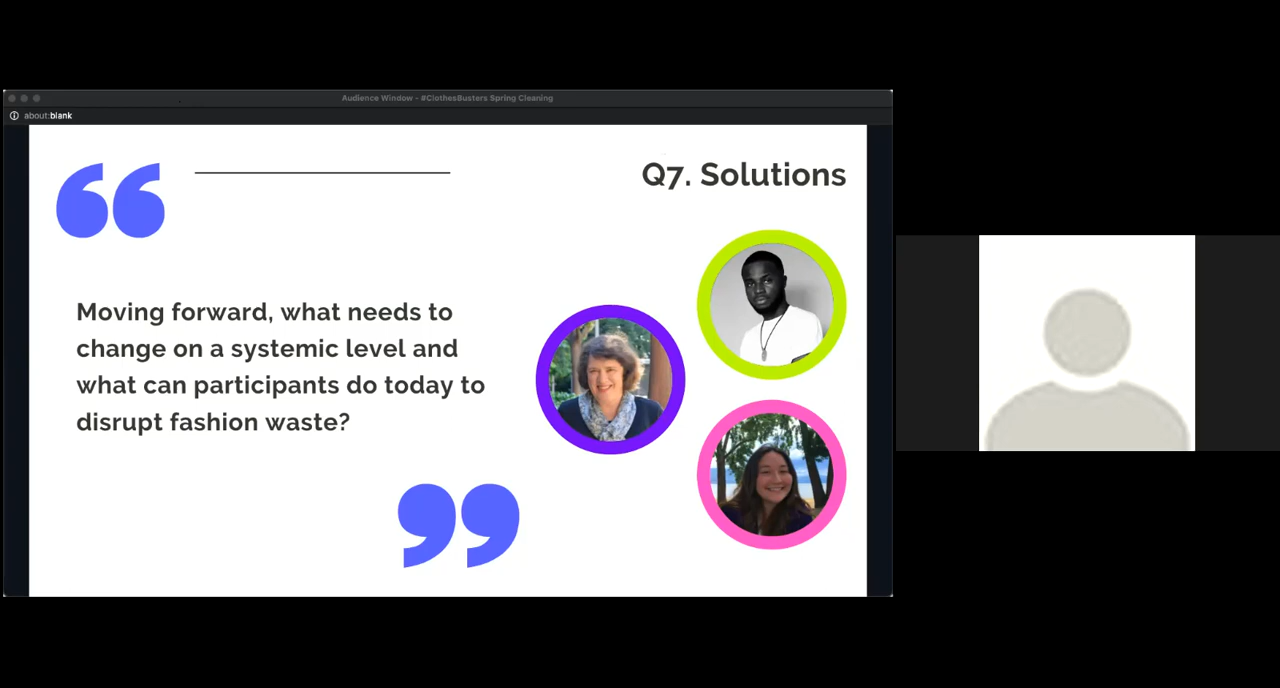 Audience Window - #ClothesBusters Spring Cleaning
about:blank
Q7. Solutions
Moving forward, what needs to
change on a systemic level and
what can participants do today to
disrupt fashion waste?